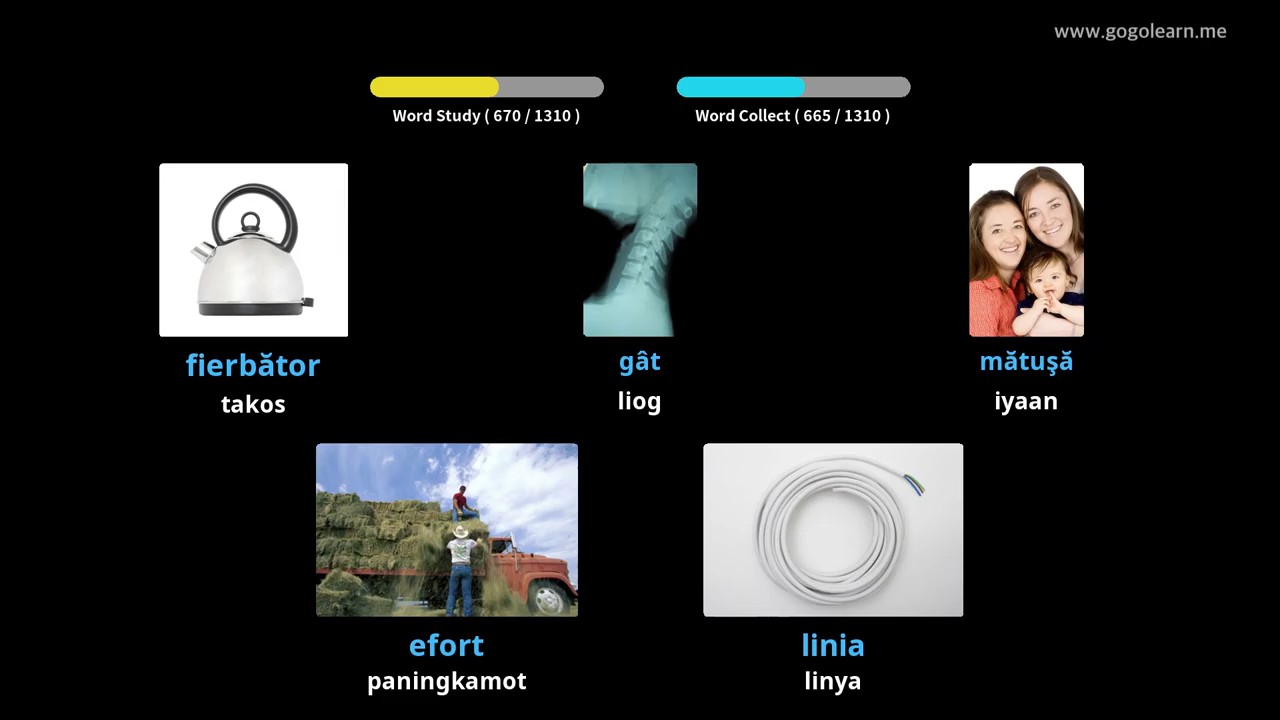 www.gogolearn.me
Word Study ( 670 / 1310 )
Word Collect ( 665 / 1310 )
fierbător
takos
gât
liog
mătuşă
iyaan
efort
paningkamot
linia
linya